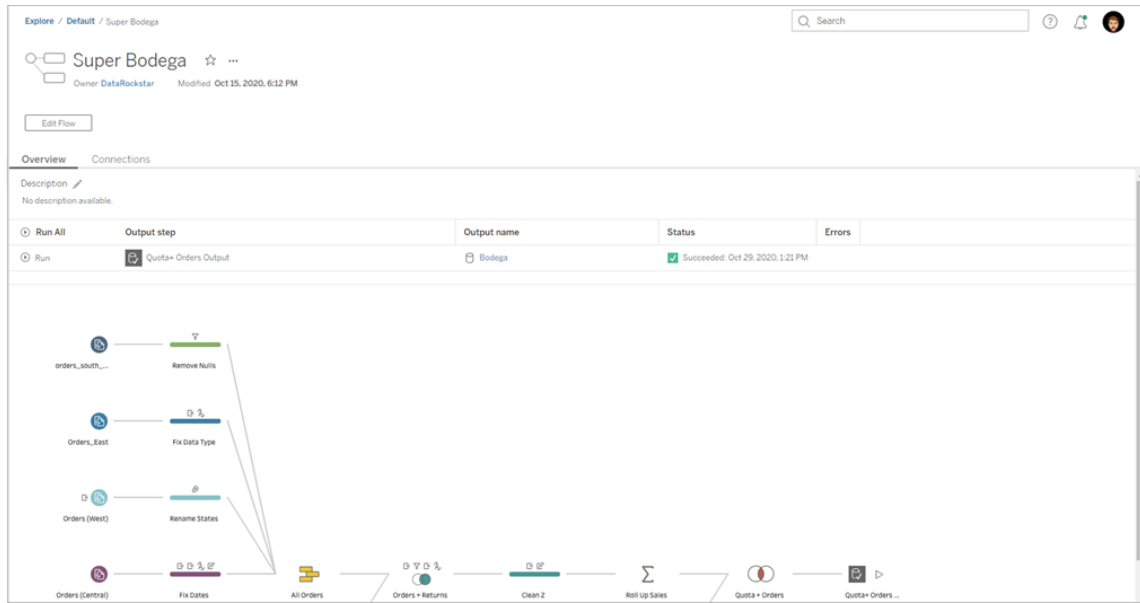 Explore / Default / Super Bodega
Search
Super Bodega
Owner DataRockstar Modified Oct 15, 2020, 6:12 PM
Edit Flow
Overview Connections
Description
No description available.
Run All Output step Output name Status Errors
Run Quota+ Orders Output Bodega Succeeded: Oct 29, 2020, 1:21 PM
orders_south_... Remove Nulls
Orders_East Fix Data Type
Orders (West) Rename States
Orders (Central) Fix Dates All Orders Orders + Returns Clean 2 Roll Up Sales Quota + Orders Quota+ Orders ...